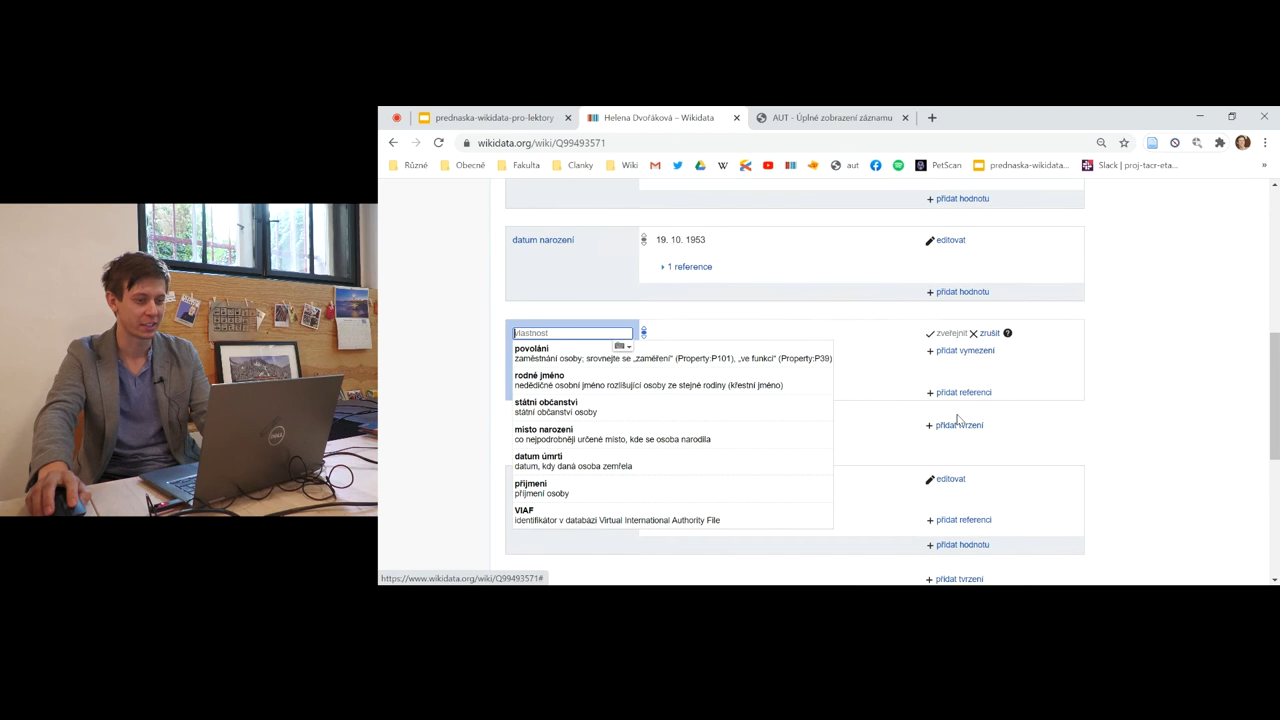 prednaska-wikidata-pro-lektory
Helena Dvořáková – Wikidata
AUT - Úplné zobrazení záznamu
wikidata.org/wiki/Q99493571
Různé
Obecně
Fakulta
Clanky
Wiki
aut
PetScan
prednaska-wikidata...
Slack | proj-tacr-eta...
»
+ přidat hodnotu
datum narození
19. 10. 1953
editovat
1 reference
+ přidat hodnotu
vlastnost
zveřejnit
zrušit
+ přidat vymezení
+ přidat referenci
+ přidat tvrzení
povolání
zaměstnání osoby; srovnejte se „zaměření“ (Property:P101), „ve funkci“ (Property:P39)
rodné jméno
nedědičné osobní jméno rozlišující osoby ze stejné rodiny (křestní jméno)
státní občanství
státní občanství osoby
místo narození
co nejpodrobněji určené místo, kde se osoba narodila
datum úmrtí
datum, kdy daná osoba zemřela
příjmení
příjmení osoby
VIAF
identifikátor v databázi Virtual International Authority File
editovat
+ přidat referenci
+ přidat hodnotu
+ přidat tvrzení
https://www.wikidata.org/wiki/Q99493571#
DELL